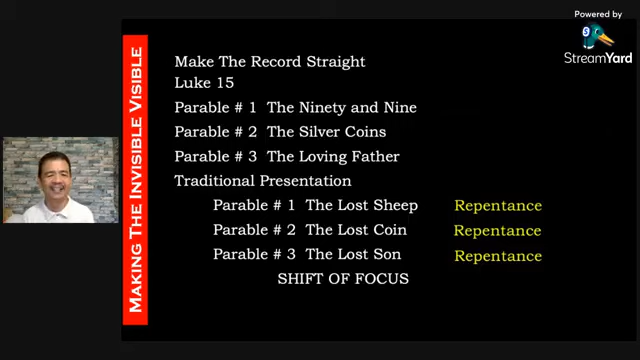 Powered by
StreamYard
MAKING THE INVISIBLE VISIBLE
Make The Record Straight
Luke 15
Parable # 1 The Ninety and Nine
Parable # 2 The Silver Coins
Parable # 3 The Loving Father
Traditional Presentation
Parable # 1 The Lost Sheep Repentance
Parable # 2 The Lost Coin Repentance
Parable # 3 The Lost Son Repentance
SHIFT OF FOCUS